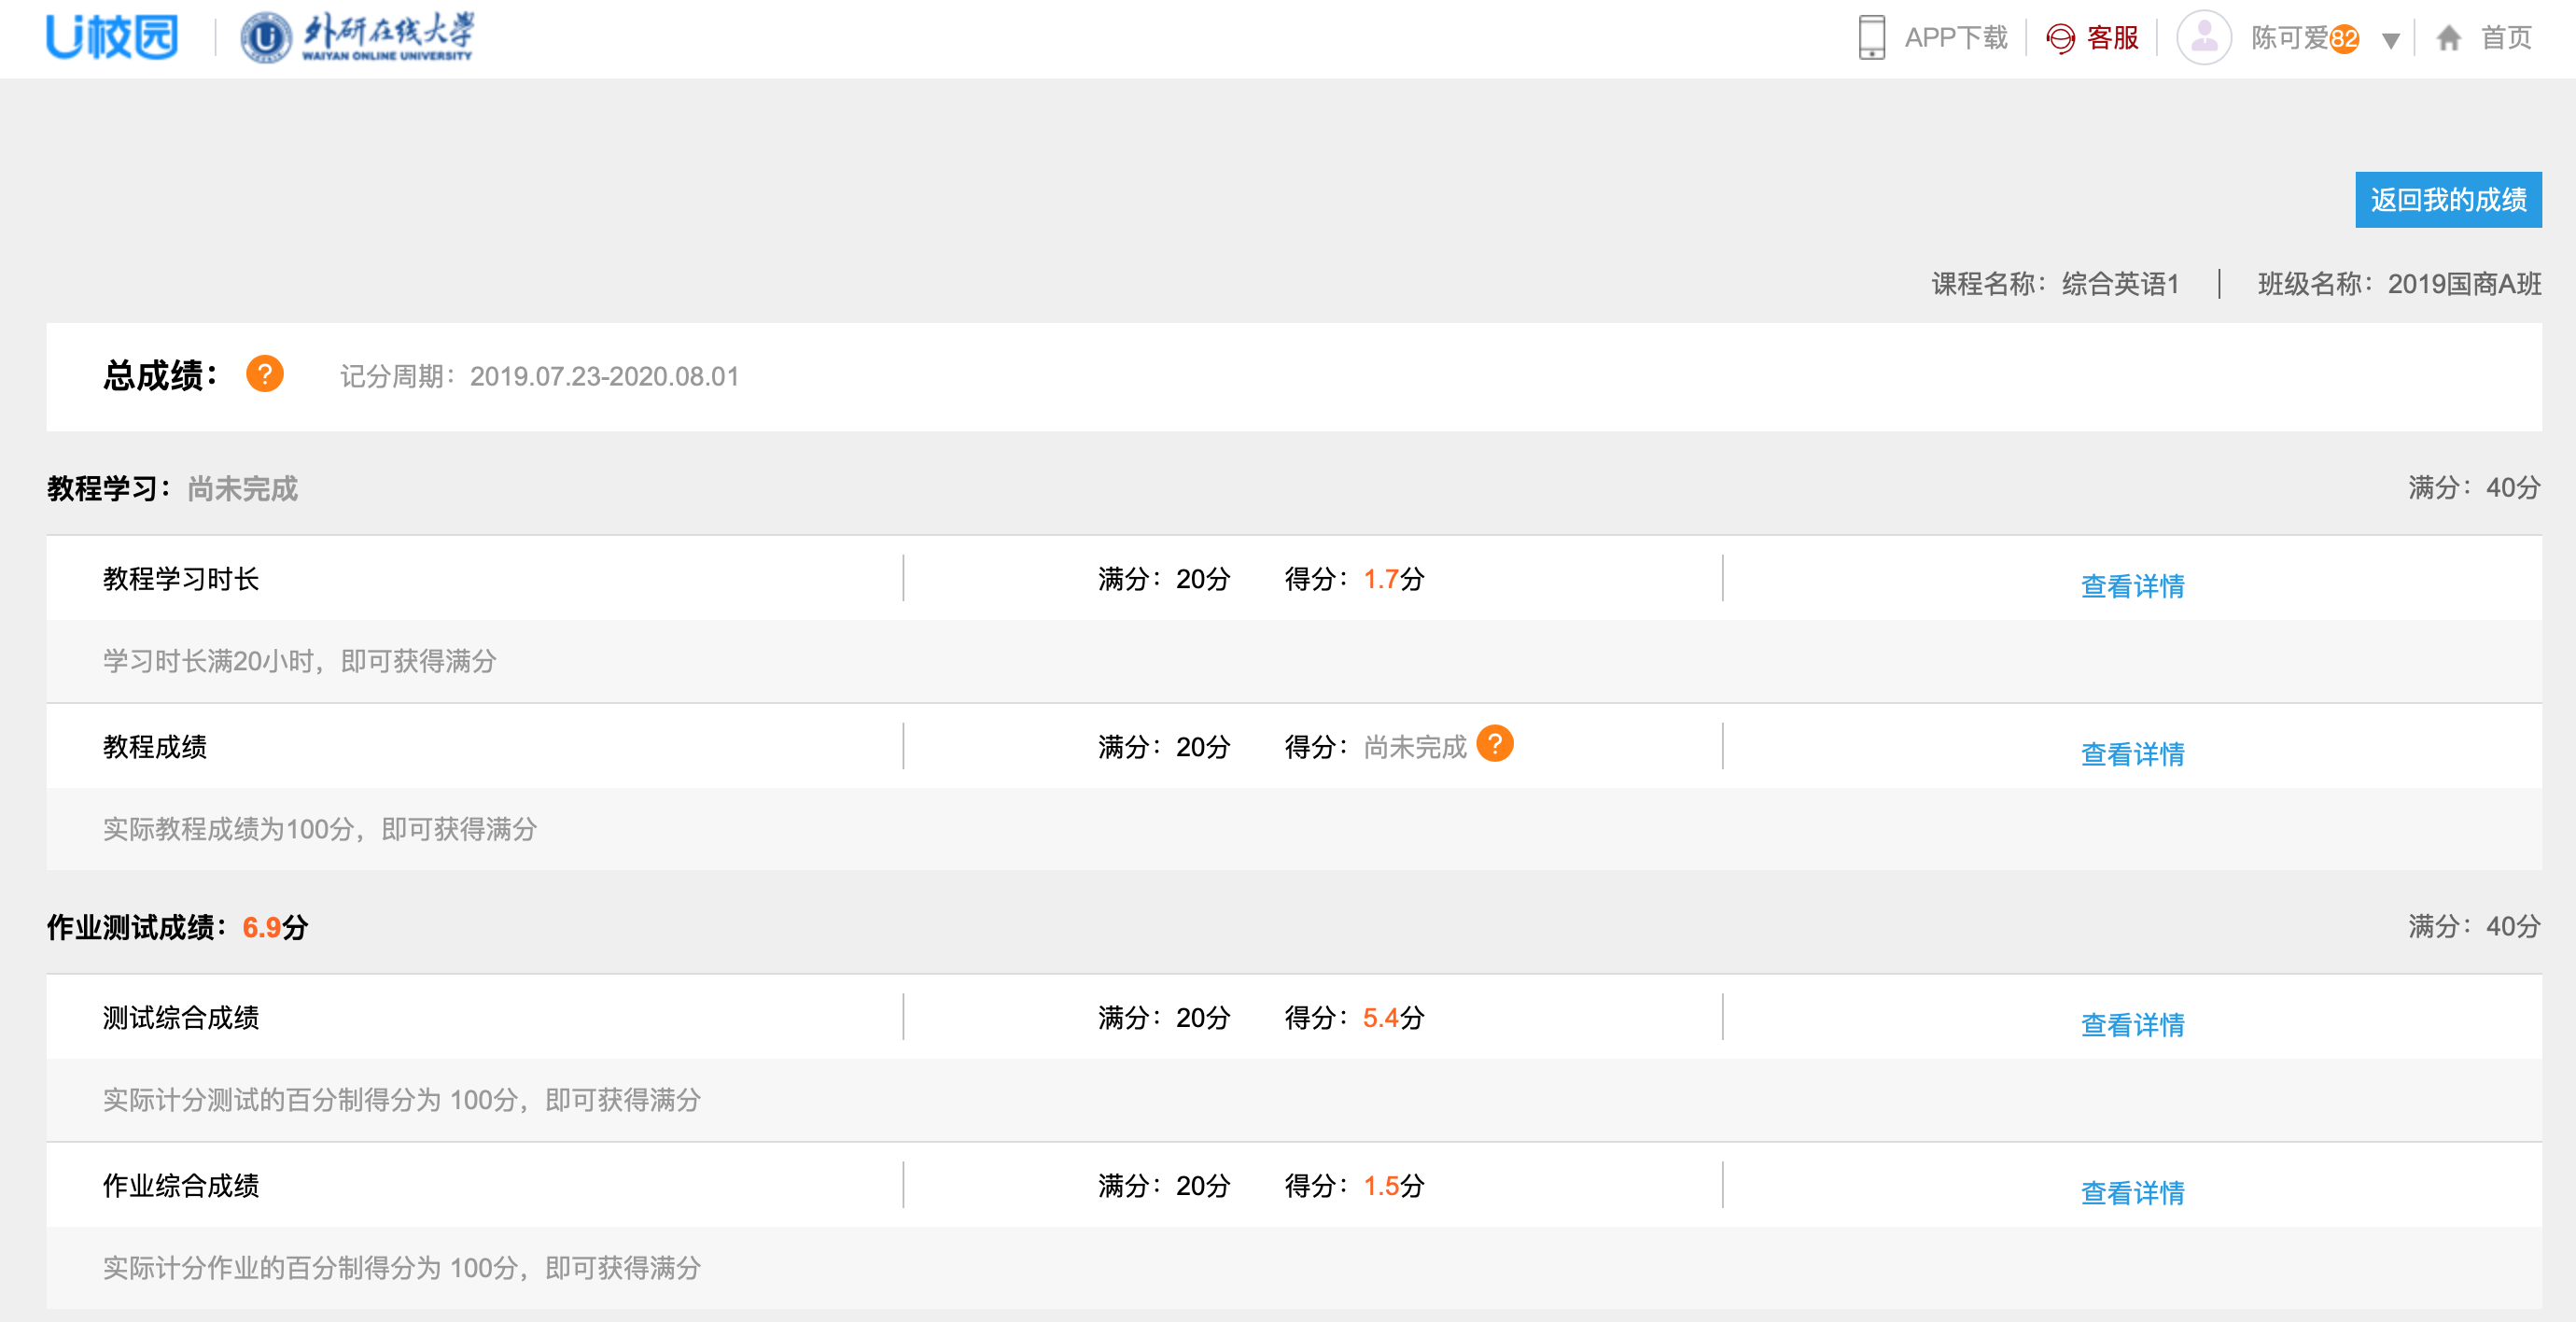 U校园 外研在线大学 WAIYAN ONLINE UNIVERSITY APP下载 客服 陈可爱 82 ▼ 首页
返回我的成绩
课程名称：综合英语1 | 班级名称：2019国商A班
总成绩： ? 记分周期：2019.07.23-2020.08.01
教程学习：尚未完成 满分：40分
教程学习时长 满分：20分 得分：1.7分 查看详情
学习时长满20小时，即可获得满分
教程成绩 满分：20分 得分：尚未完成 ? 查看详情
实际教程成绩为100分，即可获得满分
作业测试成绩：6.9分 满分：40分
测试综合成绩 满分：20分 得分：5.4分 查看详情
实际计分测试的百分制得分为 100分，即可获得满分
作业综合成绩 满分：20分 得分：1.5分 查看详情
实际计分作业的百分制得分为 100分，即可获得满分